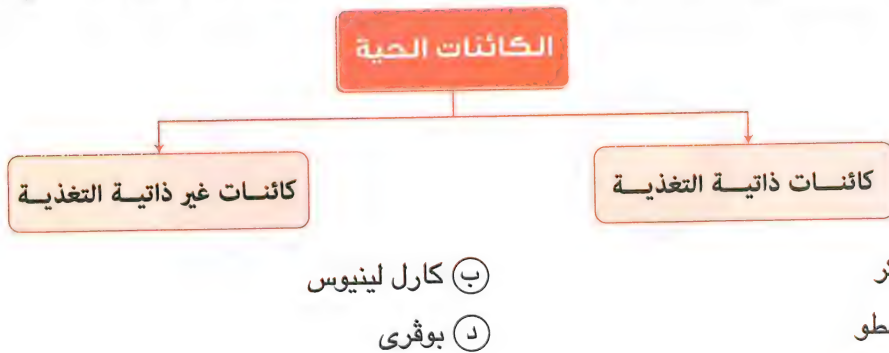 الكائنات الحية
كائنات ذاتية التغذية
كائنات غير ذاتية التغذية
ب كارل لينيوس
د بوڤرى